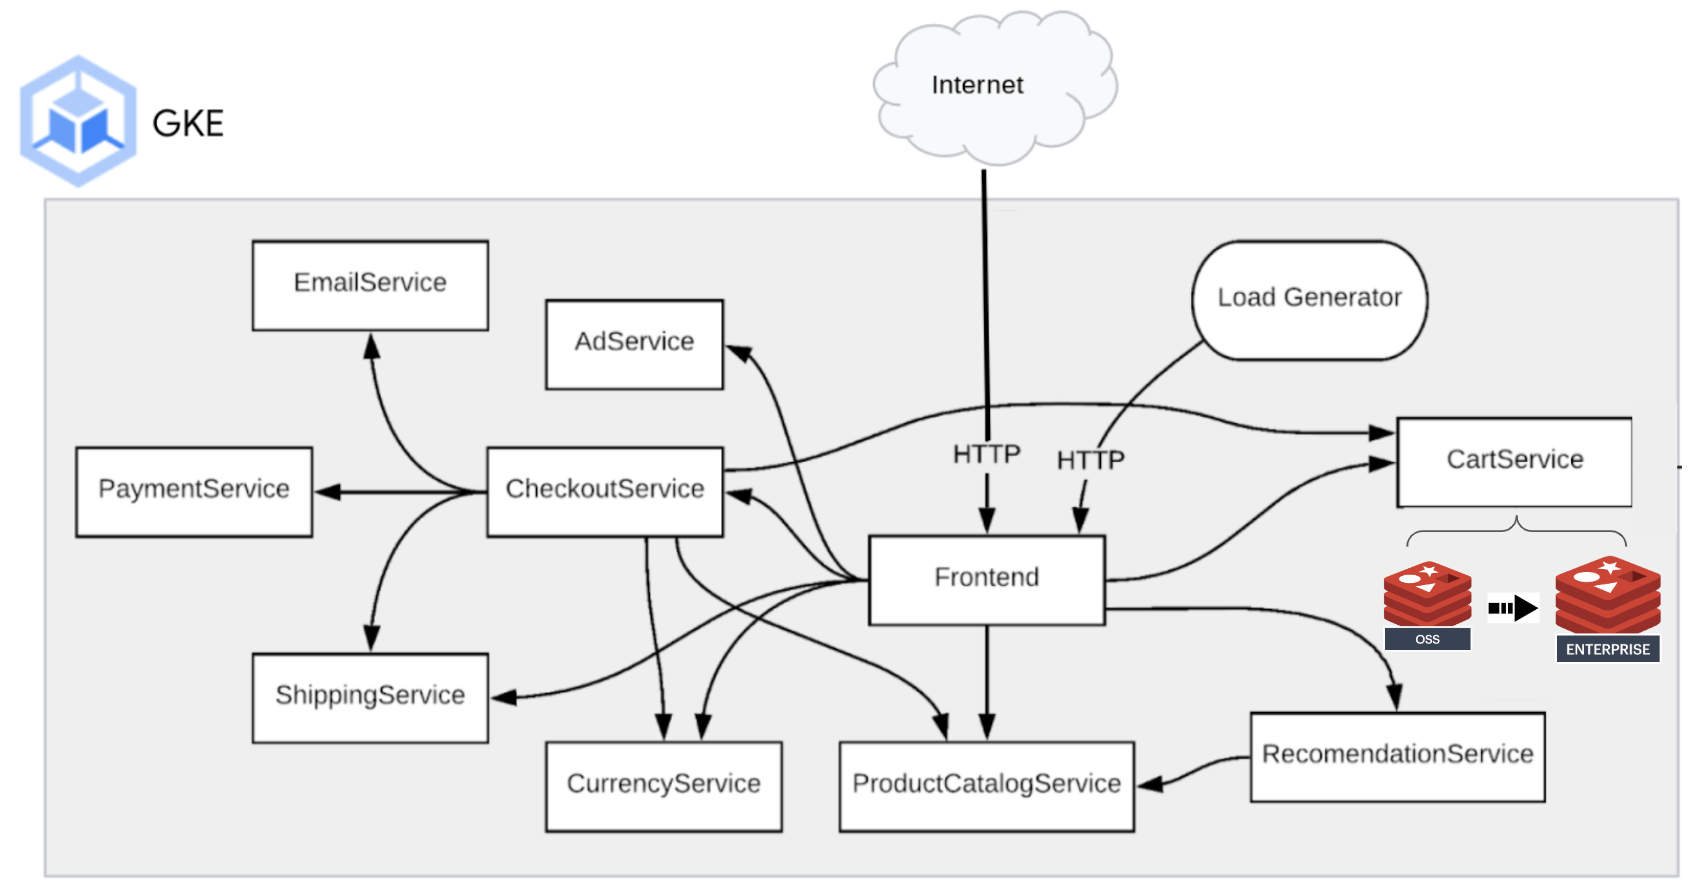 Internet
GKE
EmailService
Load Generator
AdService
HTTP
HTTP
CartService
PaymentService
CheckoutService
Frontend
OSS
ENTERPRISE
ShippingService
RecomendationService
CurrencyService
ProductCatalogService